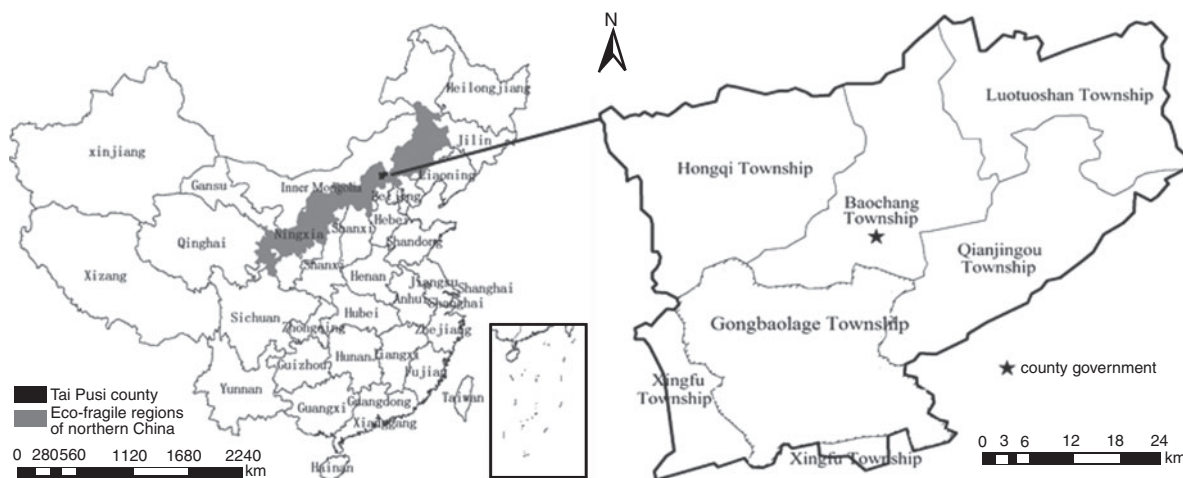 N
Heilongjiang
Jilin
Liaoning
xinjiang
Gansu
Inner Mongolia
Beijing
Hebei
Shanxi
Ningxia
Qinghai
Shandong
Shanxi
Henan
Xizang
Jiangsu
Anhui
Shanghai
Shanghai
Sichuan
Hubei
Zhongqing
Zhejiang
Hunan
Jiangxi
Guizhou
Fujian
Yunnan
Taiwan
Guangxi
Guangdong
Xianggang
Hainan
Tai Pusi county
Eco-fragile regions
of northern China
0 280560 1120 1680 2240
km
Luotuoshan Township
Hongqi Township
Baochang
Township
Qianjingou
Township
Gongbaolage Township
Xingfu
Township
Xingfu Township
county government
0 3 6 12 18 24
km